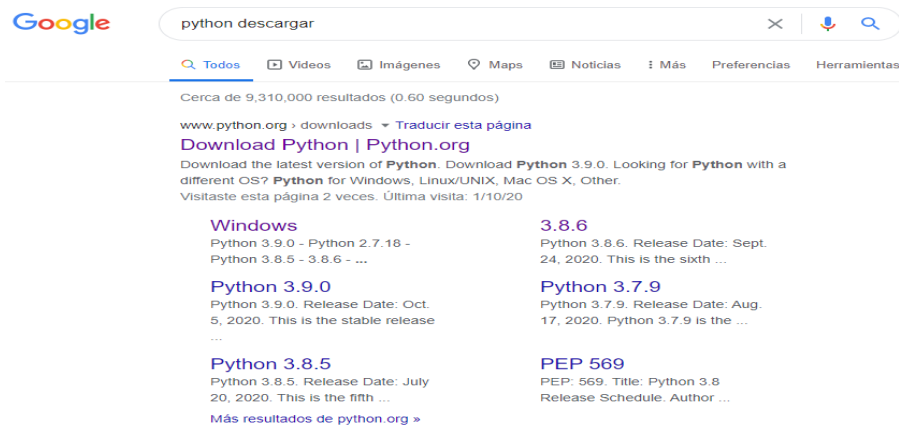 Google
python descargar
Todos Videos Imágenes Maps Noticias Más Preferencias Herramientas
Cerca de 9,310,000 resultados (0.60 segundos)
www.python.org › downloads Traducir esta página
Download Python | Python.org
Download the latest version of Python. Download Python 3.9.0. Looking for Python with a
different OS? Python for Windows, Linux/UNIX, Mac OS X, Other.
Visitaste esta página 2 veces. Última visita: 1/10/20
Windows
Python 3.9.0 - Python 2.7.18 -
Python 3.8.5 - 3.8.6 - ...
3.8.6
Python 3.8.6. Release Date: Sept.
24, 2020. This is the sixth ...
Python 3.9.0
Python 3.9.0. Release Date: Oct.
5, 2020. This is the stable release
...
Python 3.7.9
Python 3.7.9. Release Date: Aug.
17, 2020. Python 3.7.9 is the ...
Python 3.8.5
Python 3.8.5. Release Date: July
20, 2020. This is the fifth ...
PEP 569
PEP: 569. Title: Python 3.8
Release Schedule. Author ...
Más resultados de python.org »